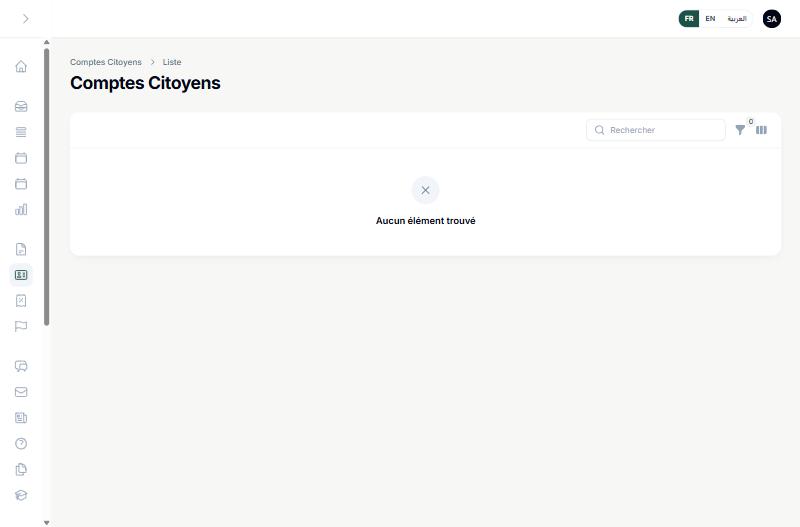 FR EN العربية SA
Comptes Citoyens > Liste
Comptes Citoyens
Rechercher 0
Aucun élément trouvé